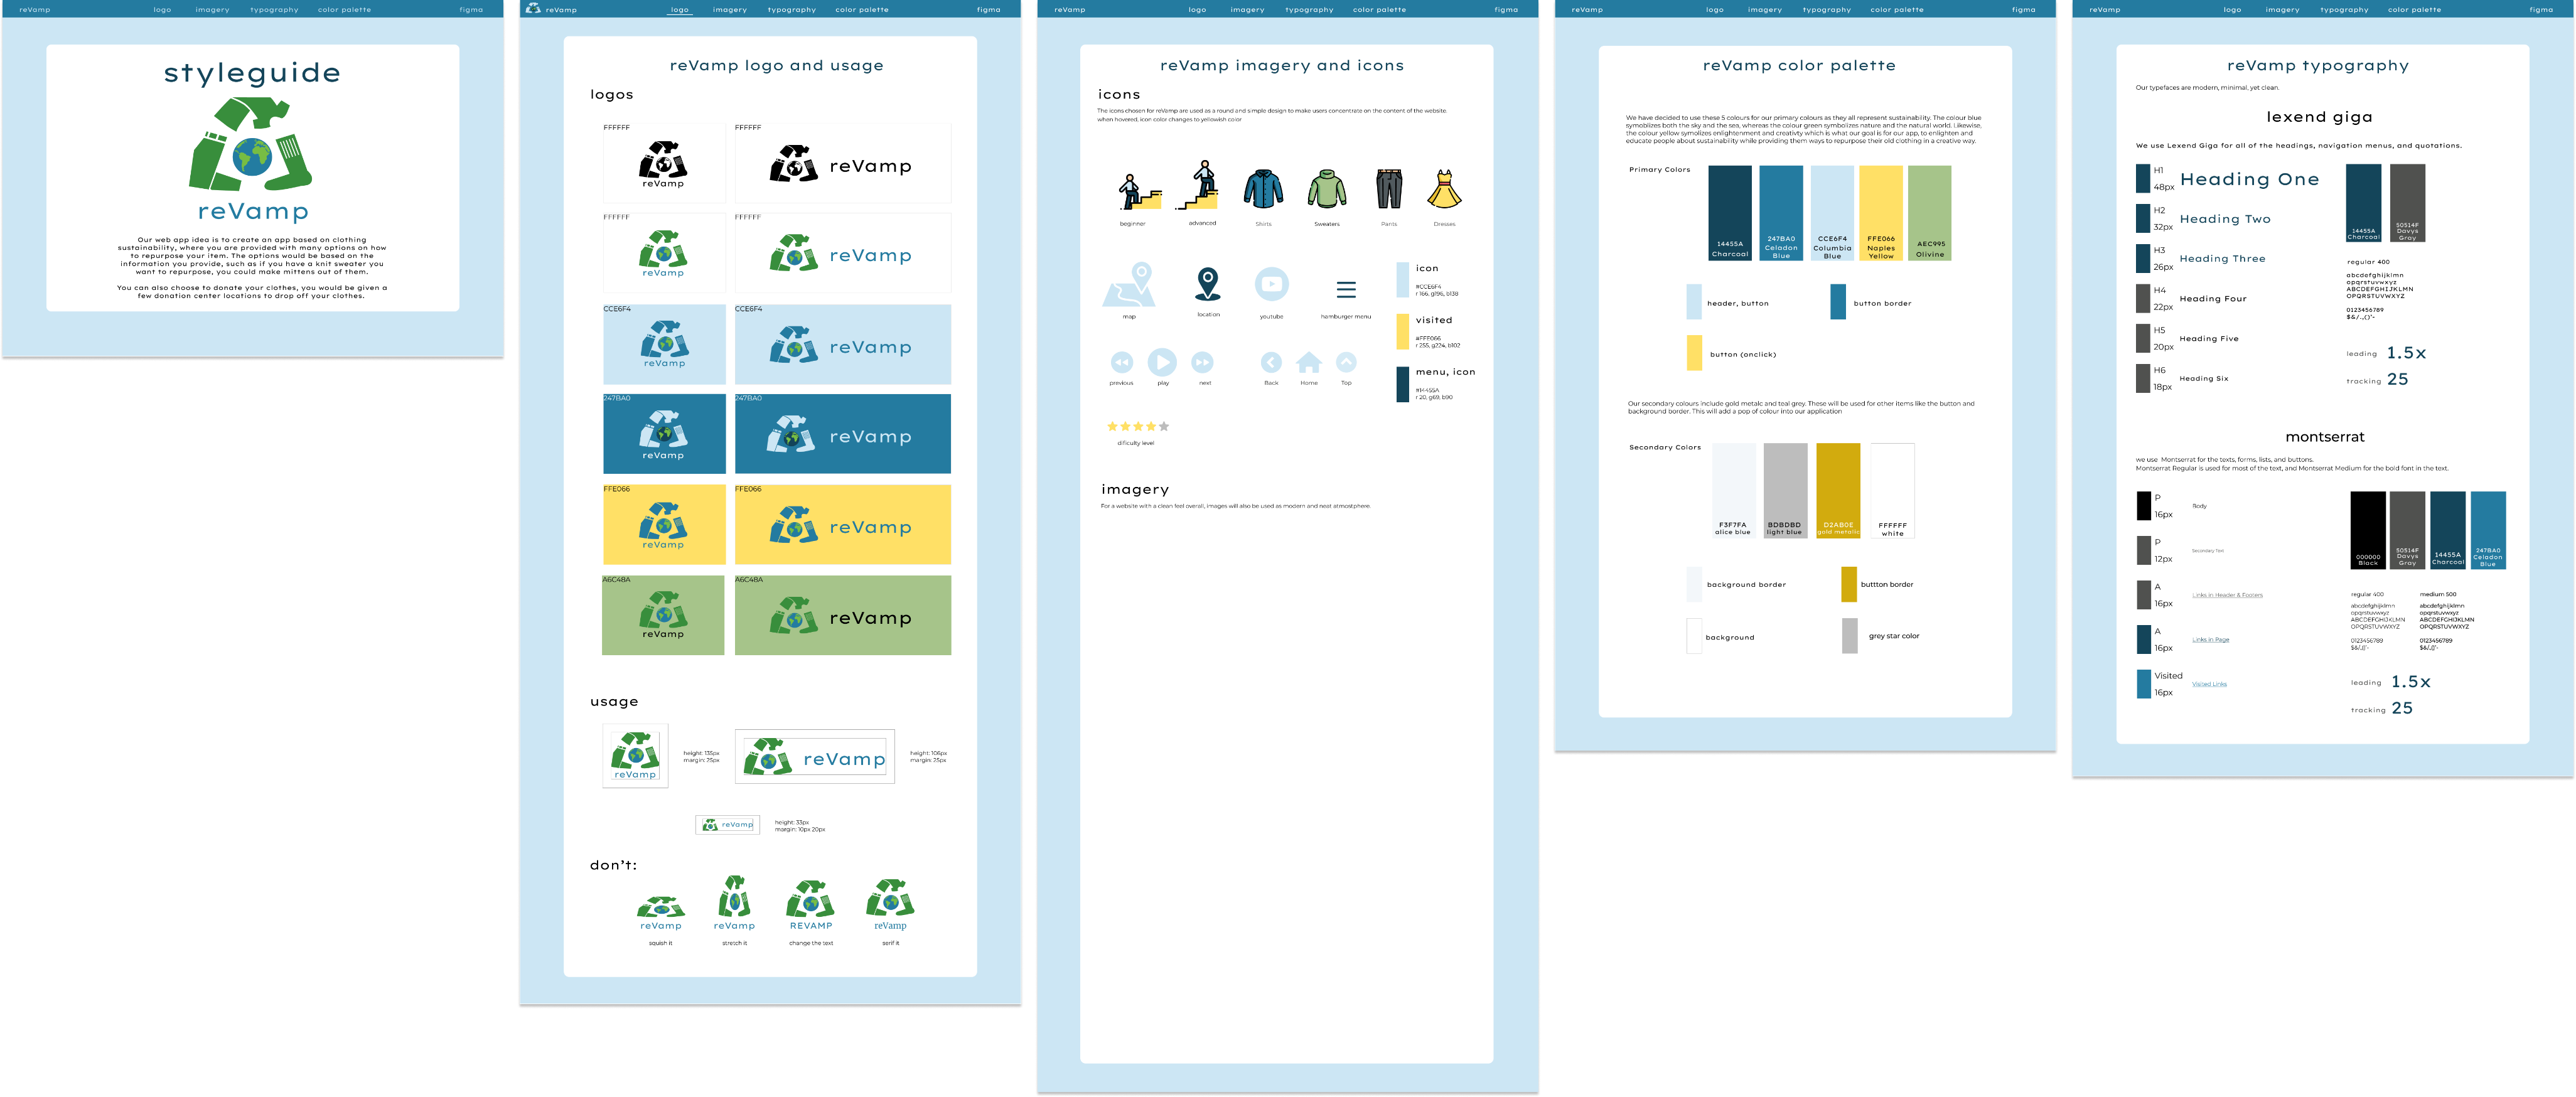 reVamp logo imagery typography color palette figma
styleguide
reVamp
Our web app idea is to create an app based on clothing
sustainability, where you are provided with many options on how
to repurpose your item. The options would be based on the
information you provide, such as if you have a knit sweater you
want to repurpose, you could make mittens out of them.
You can also choose to donate your clothes, you would be given a
few donation center locations to drop off your clothes.
reVamp logo imagery typography color palette figma
reVamp logo and usage
logos
FFFFFF FFFFFF
reVamp reVamp
FFFFFF FFFFFF
reVamp reVamp
CCE6F4 CCE6F4
reVamp reVamp
247BA0 247BA0
reVamp reVamp
FFE066 FFE066
reVamp reVamp
A6C48A A6C48A
reVamp reVamp
usage
reVamp
height: 135px
margin: 25px
reVamp
height: 106px
margin: 25px
reVamp
height: 33px
margin: 10px 20px
don't:
reVamp reVamp REVAMP reVamp
squish it stretch it change the text serif it
reVamp logo imagery typography color palette figma
reVamp imagery and icons
icons
The icons chosen for reVamp are used as a round and simple design to make users concentrate on the content of the website.
when hovered, icon color changes to yellowish color
beginner advanced Shirts Sweaters Pants Dresses
map location youtube hamburger menu
icon
#CCE6F4
r 166, g196, b138
visited
#FFE066
r 255, g224, b102
previous play next Back Home Top
menu, icon
#14455A
r 20, g69, b90
dificulty level
imagery
For a website with a clean feel overall, images will also be used as modern and neat atmostphere.
reVamp logo imagery typography color palette figma
reVamp color palette
We have decided to use these 5 colours for our primary colours as they all represent sustainability. The colour blue
symoblizes both the sky and the sea, whereas the colour green symbolizes nature and the natural world. Likewise,
the colour yellow symolizes enlightenment and creativty which is what our goal is for our app, to enlighten and
educate people about sustainability while providing them ways to repurpose their old clothing in a creative way.
Primary Colors
14455A
Charcoal
247BA0
Celadon
Blue
CCE6F4
Columbia
Blue
FFE066
Naples
Yellow
AEC995
Olivine
header, button button border
button (onclick)
Our secondary colours include gold metalc and teal grey. These will be used for other items like the button and
background border. This will add a pop of colour into our application
Secondary Colors
F3F7FA
alice blue
BDBDBD
light blue
D2AB0E
gold metalic
FFFFFF
white
background border buttton border
background grey star color
reVamp logo imagery typography color palette figma
reVamp typography
Our typefaces are modern, minimal, yet clean.
lexend giga
We use Lexend Giga for all of the headings, navigation menus, and quotations.
H1
48px
Heading One
H2
32px
Heading Two
H3
26px
Heading Three
H4
22px
Heading Four
H5
20px
Heading Five
H6
18px
Heading Six
14455A
Charcoal
50514F
Davys
Gray
regular 400
abcdefghijklmn
opqrstuvwxyz
ABCDEFGHIJKLMN
OPQRSTUVWXYZ
0123456789
$&/.,()'-
leading 1.5x
tracking 25
montserrat
we use Montserrat for the texts, forms, lists, and buttons.
Montserrat Regular is used for most of the text, and Montserrat Medium for the bold font in the text.
P
16px
Body
P
12px
Secondary Text
A
16px
Links in Header & Footers
A
16px
Links in Page
Visited
16px
Visited Links
000000
Black
50514F
Davys
Gray
14455A
Charcoal
247BA0
Celadon
Blue
regular 400
abcdefghijklmn
opqrstuvwxyz
ABCDEFGHIJKLMN
OPQRSTUVWXYZ
0123456789
$&/.,()'-
medium 500
abcdefghijklmn
opqrstuvwxyz
ABCDEFGHIJKLMN
OPQRSTUVWXYZ
0123456789
$&/.,()'-
leading 1.5x
tracking 25